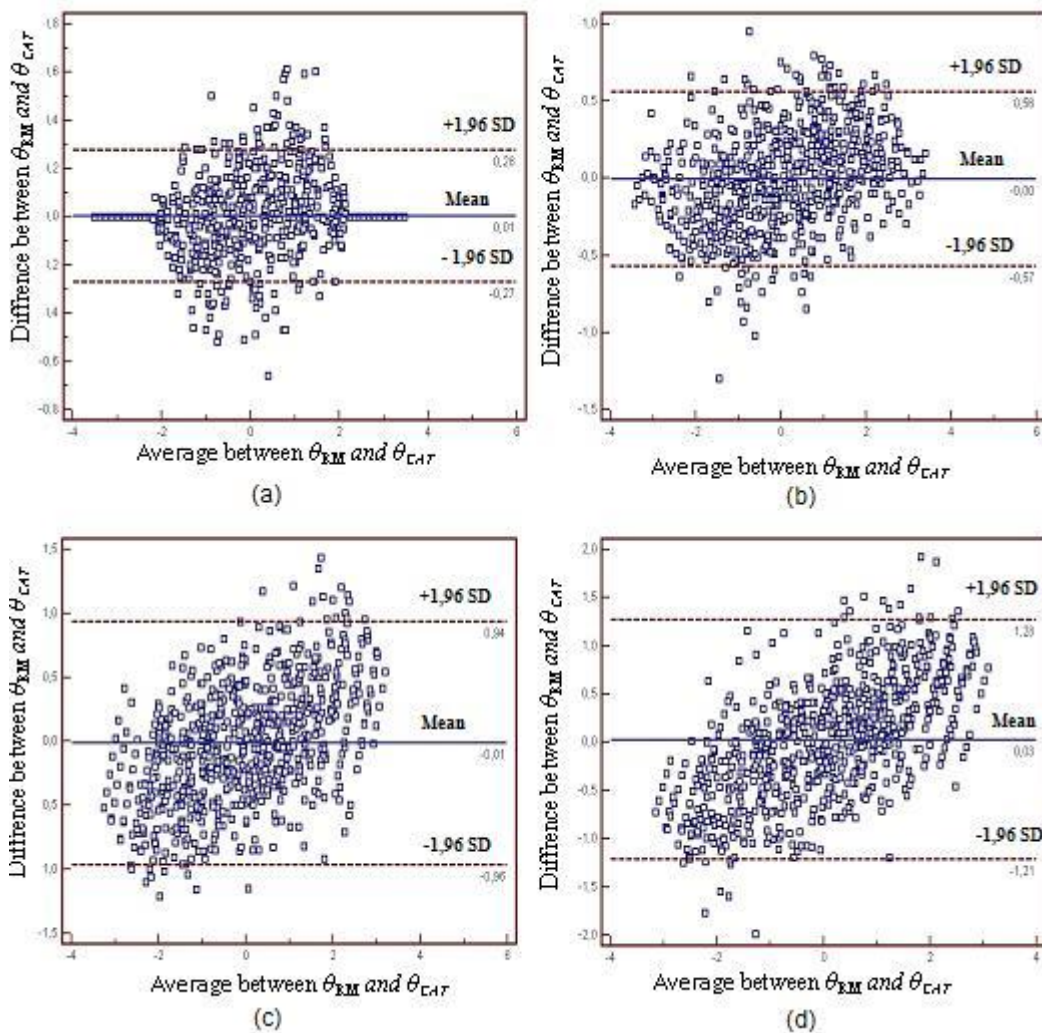 1,8
1,6
1,4
+1,96 SD
1,2
0,28
Mean
1,0
0,01
-1,96 SD
-0,27
-0,6
-0,8
-4 -2 0 2 4 6
Diffrence between θRM and θCAT
Average between θRM and θCAT
(a)
1,0
+1,96 SD
0,5
Mean
0,0
-0,00
-1,96 SD
-0,5
-0,57
-1,0
-1,5
-4 -2 0 2 4 6
Diffrence between θRM and θCAT
Average between θRM and θCAT
(b)
1,5
+1,96 SD
1,0
0,94
0,5
Mean
0,0
-0,01
0,5
-1,96 SD
1,0
-0,96
-1,5
-4 -2 0 2 4 6
Diffrence between θRM and θCAT
Average between θRM and θCAT
(c)
2,0
+1,96 SD
1,5
1,0
0,5
Mean
0,0
0,03
-0,5
-1,96 SD
-1,0
-1,21
-1,5
-2,0
-4 -2 0 2 4
Diffrence between θRM and θCAT
Average between θRM and θCAT
(d)